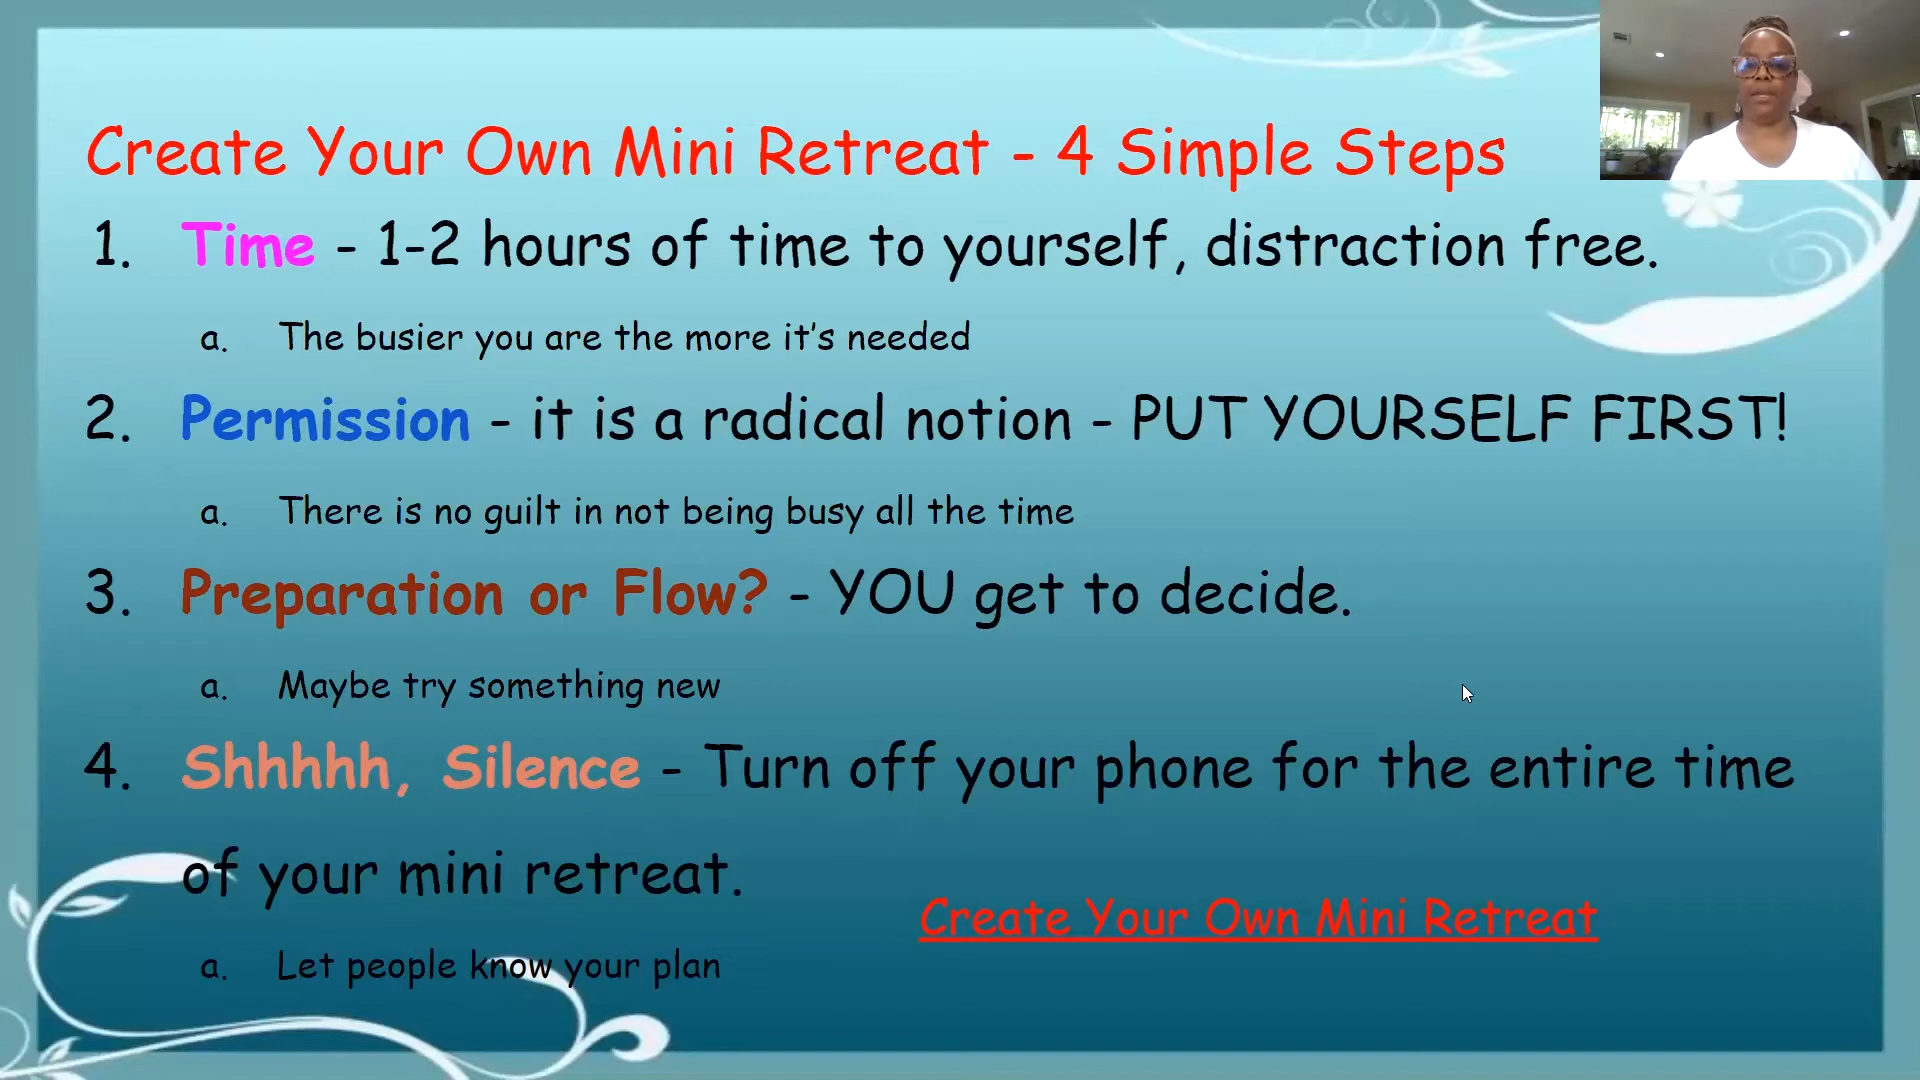 Create Your Own Mini Retreat - 4 Simple Steps
1. Time - 1-2 hours of time to yourself, distraction free.
a. The busier you are the more it’s needed
2. Permission - it is a radical notion - PUT YOURSELF FIRST!
a. There is no guilt in not being busy all the time
3. Preparation or Flow? - YOU get to decide.
a. Maybe try something new
4. Shhhhh, Silence - Turn off your phone for the entire time
of your mini retreat.
Create Your Own Mini Retreat
a. Let people know your plan